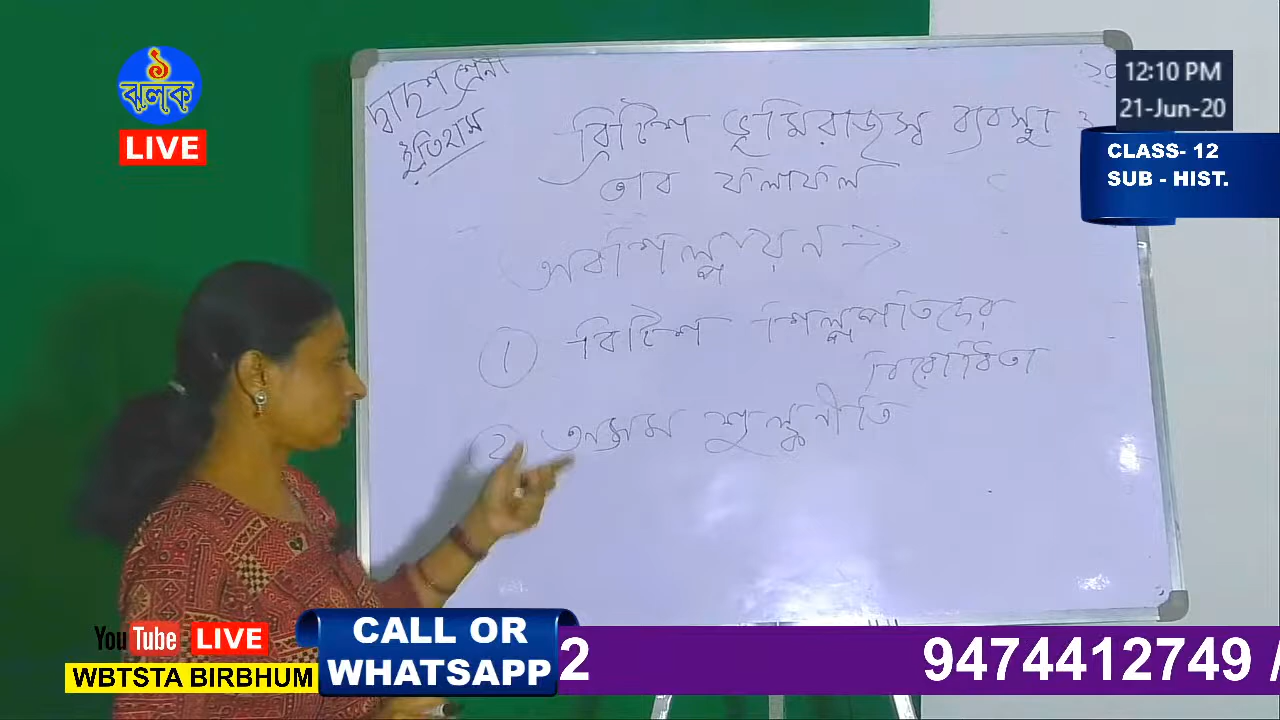 ঝলক
LIVE
দ্বাদশ শ্রেনী
ইতিহাস
ব্রিটিশ ভূমিরাজস্ব ব্যবস্থা ও
তার ফলাফল
অবশিল্পায়ন →
① ব্রিটিশ শিল্পপতিদের
বিরোধিতা
② অসম শুল্কনীতি
12:10 PM
21-Jun-20
CLASS- 12
SUB - HIST.
YouTube LIVE
WBTSTA BIRBHUM
CALL OR
WHATSAPP
2 9474412749 /